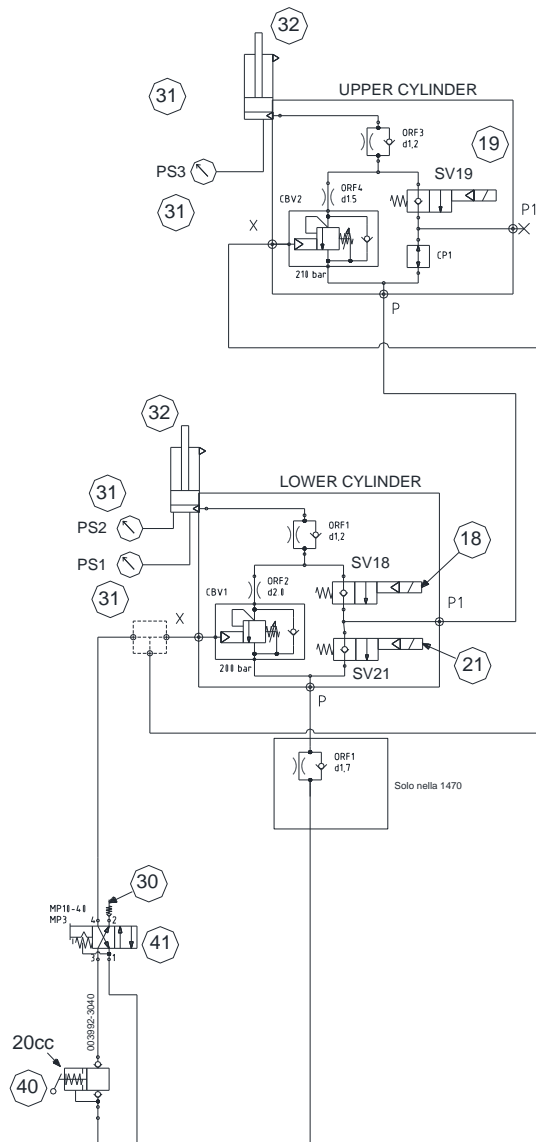 32
31
UPPER CYLINDER
ORF3
d1,2
19
PS3
SV19
ORF4
d1.5
31
CBV2
X
P1
CP1
210 bar
P
32
LOWER CYLINDER
31
PS2
ORF1
d1,2
PS1
SV18
18
31
ORF2
d2.0
CBV1
X
P1
21
200 bar
SV21
P
ORF1
d1,7
Solo nella 1470
30
MP10-40
MP3
4 2
41
3 1
003992-3040
20cc
40